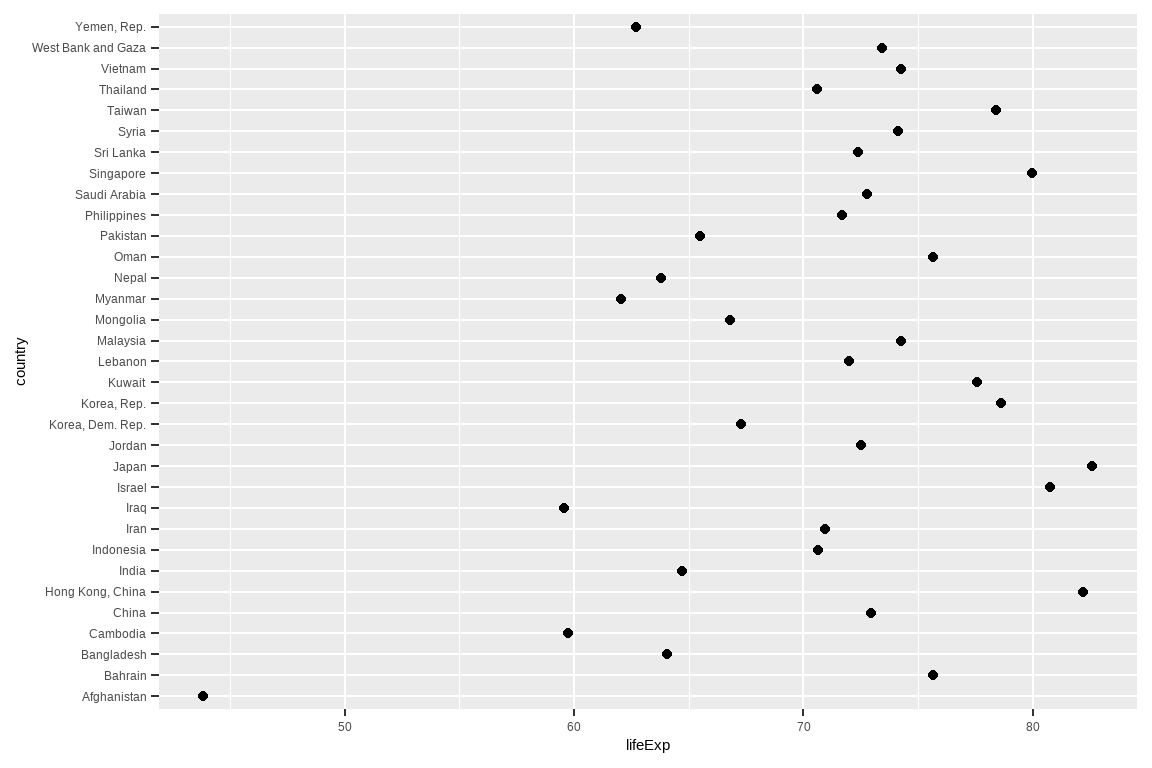 Yemen, Rep.
West Bank and Gaza
Vietnam
Thailand
Taiwan
Syria
Sri Lanka
Singapore
Saudi Arabia
Philippines
Pakistan
Oman
Nepal
Myanmar
Mongolia
Malaysia
Lebanon
Kuwait
Korea, Rep.
Korea, Dem. Rep.
Jordan
Japan
Israel
Iraq
Iran
Indonesia
India
Hong Kong, China
China
Cambodia
Bangladesh
Bahrain
Afghanistan
country
50 60 70 80
lifeExp